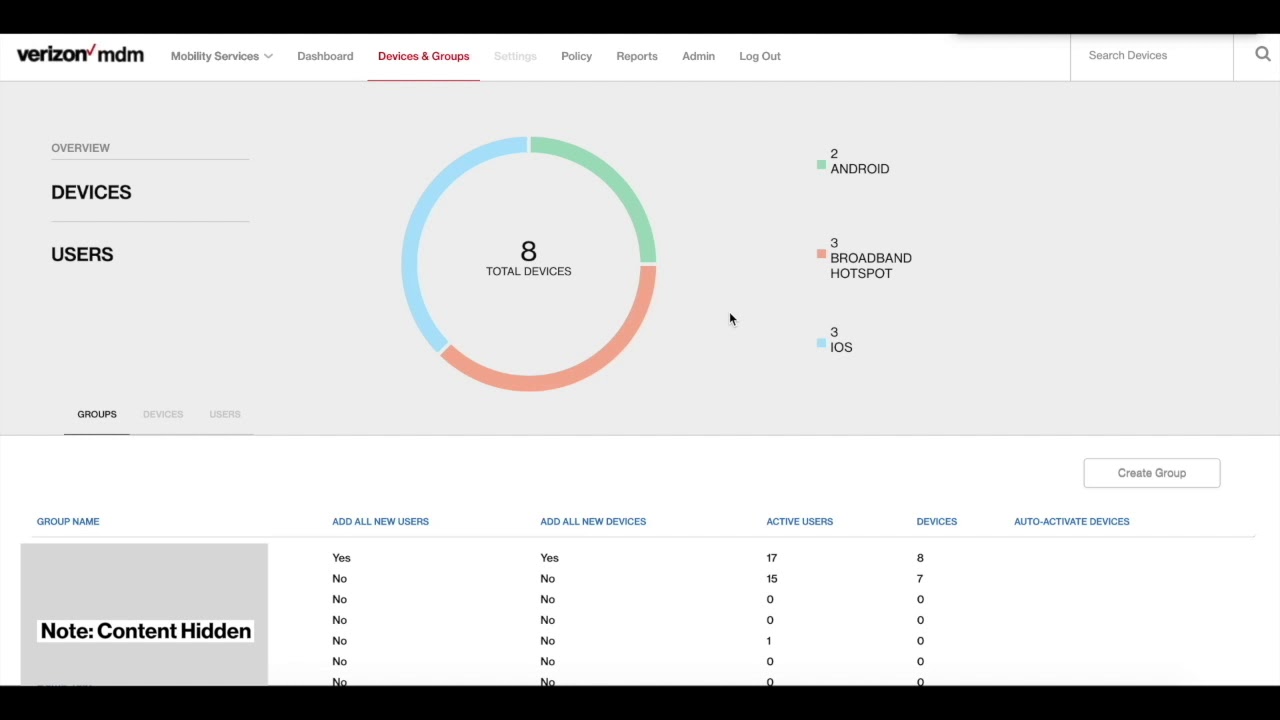 verizon✓ mdm
Mobility Services
Dashboard
Devices & Groups
Settings
Policy
Reports
Admin
Log Out
Search Devices
OVERVIEW
DEVICES
USERS
8
TOTAL DEVICES
2
ANDROID
3
BROADBAND
HOTSPOT
3
IOS
GROUPS DEVICES USERS
Create Group
GROUP NAME ADD ALL NEW USERS ADD ALL NEW DEVICES ACTIVE USERS DEVICES AUTO-ACTIVATE DEVICES
Yes Yes 17 8
No No 15 7
No No 0 0
No No 0 0
Note: Content Hidden
No No 1 0
No No 0 0
No No 0 0